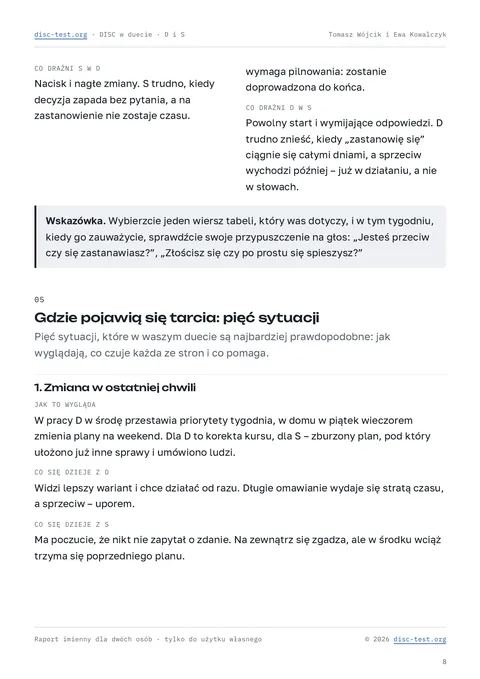 disc-test.org · DISC w duecie · D i S
Tomasz Wójcik i Ewa Kowalczyk
CO DRAŻNI S W D
Nacisk i nagłe zmiany. S trudno, kiedy
decyzja zapada bez pytania, a na
zastanowienie nie zostaje czasu.
wymaga pilnowania: zostanie
doprowadzona do końca.
CO DRAŻNI D W S
Powolny start i wymijające odpowiedzi. D
trudno znieść, kiedy „zastanowię się”
ciągnie się całymi dniami, a sprzeciw
wychodzi później – już w działaniu, a nie
w słowach.
Wskazówka. Wybierzcie jeden wiersz tabeli, który was dotyczy, i w tym tygodniu,
kiedy go zauważycie, sprawdźcie swoje przypuszczenie na głos: „Jesteś przeciw
czy się zastanawiasz?”, „Złościsz się czy po prostu się spieszysz?”
05
Gdzie pojawią się tarcia: pięć sytuacji
Pięć sytuacji, które w waszym duecie są najbardziej prawdopodobne: jak
wyglądają, co czuje każda ze stron i co pomaga.
1. Zmiana w ostatniej chwili
JAK TO WYGLĄDA
W pracy D w środę przestawia priorytety tygodnia, w domu w piątek wieczorem
zmienia plany na weekend. Dla D to korekta kursu, dla S – zburzony plan, pod który
ułożono już inne sprawy i umówiono ludzi.
CO SIĘ DZIEJE Z D
Widzi lepszy wariant i chce działać od razu. Długie omawianie wydaje się stratą czasu,
a sprzeciw – uporem.
CO SIĘ DZIEJE Z S
Ma poczucie, że nikt nie zapytał o zdanie. Na zewnątrz się zgadza, ale w środku wciąż
trzyma się poprzedniego planu.
Raport imienny dla dwóch osób · tylko do użytku własnego
© 2026 disc-test.org
8